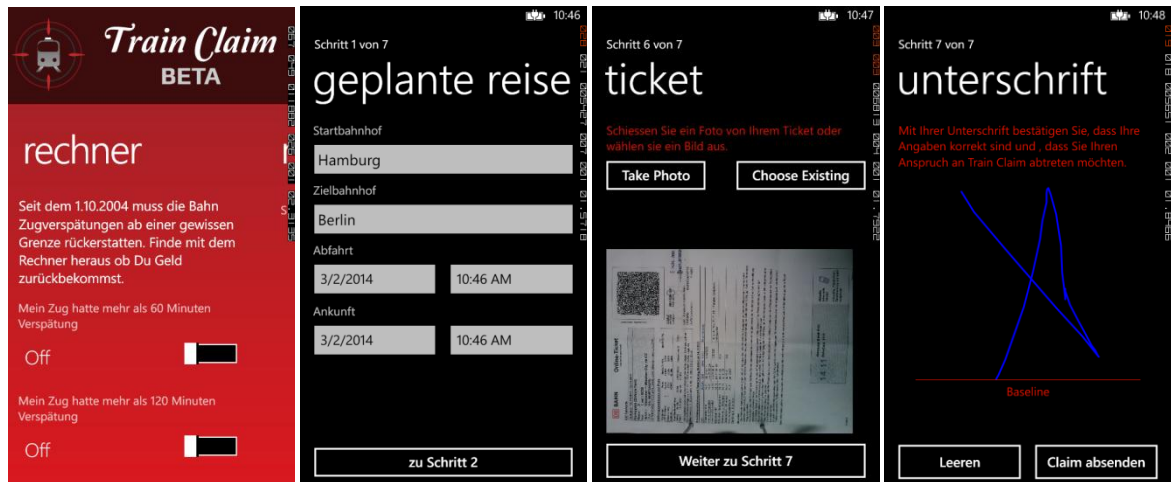 Train Claim
BETA
rechner
Seit dem 1.10.2004 muss die Bahn
Zugverspätungen ab einer gewissen
Grenze rückerstatten. Finde mit dem
Rechner heraus ob Du Geld
zurückbekommst.
Mein Zug hatte mehr als 60 Minuten
Verspätung
Off
Mein Zug hatte mehr als 120 Minuten
Verspätung
Off
10:46
Schritt 1 von 7
geplante reise
Startbahnhof
Hamburg
Zielbahnhof
Berlin
Abfahrt
3/2/2014 10:46 AM
Ankunft
3/2/2014 10:46 AM
zu Schritt 2
10:47
Schritt 6 von 7
ticket
Schiessen Sie ein Foto von Ihrem Ticket oder
wählen sie ein Bild aus.
Take Photo Choose Existing
Online-Ticket
DB BAHN
Weiter zu Schritt 7
10:48
Schritt 7 von 7
unterschrift
Mit Ihrer Unterschrift bestätigen Sie, dass Ihre
Angaben korrekt sind und , dass Sie Ihren
Anspruch an Train Claim abtreten möchten.
Baseline
Leeren Claim absenden